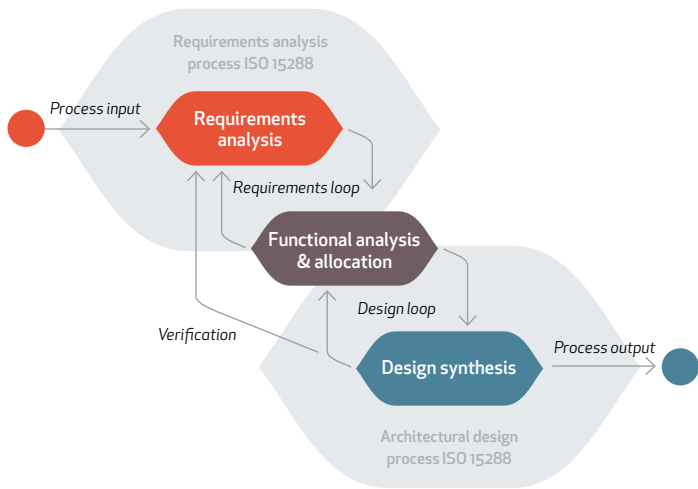 Requirements analysis
process ISO 15288
Process input
Requirements
analysis
Requirements loop
Functional analysis
& allocation
Design loop
Verification
Process output
Design synthesis
Architectural design
process ISO 15288